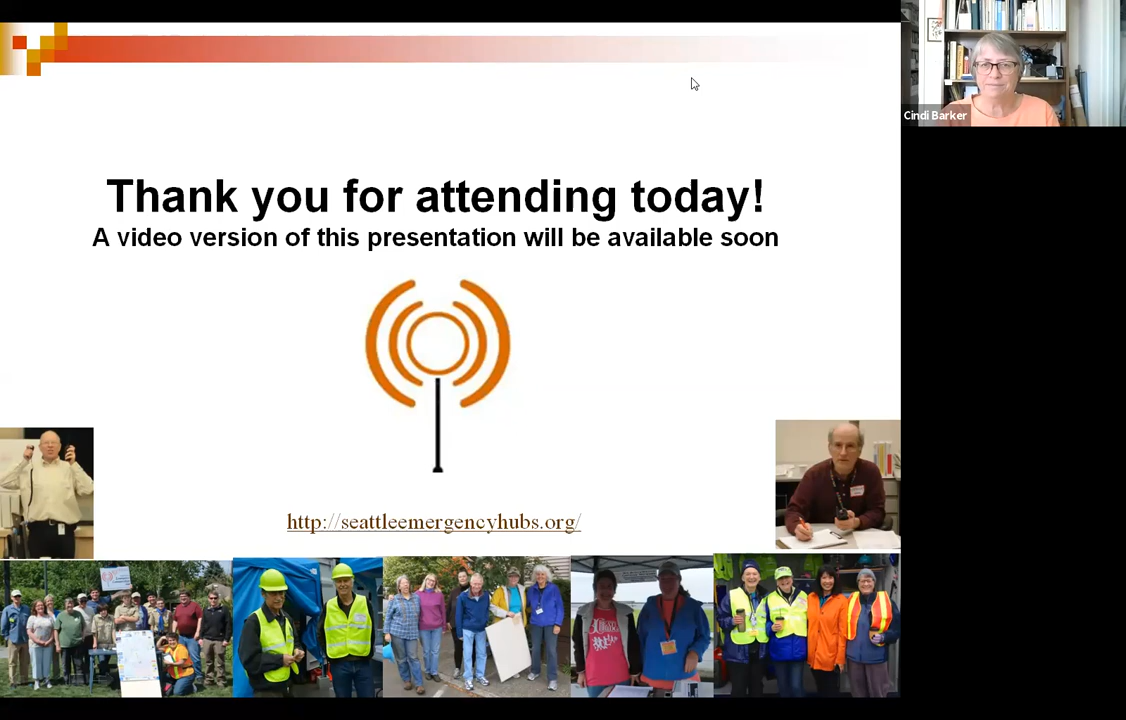 Cindi Barker
Thank you for attending today!
A video version of this presentation will be available soon
http://seattleemergencyhubs.org/